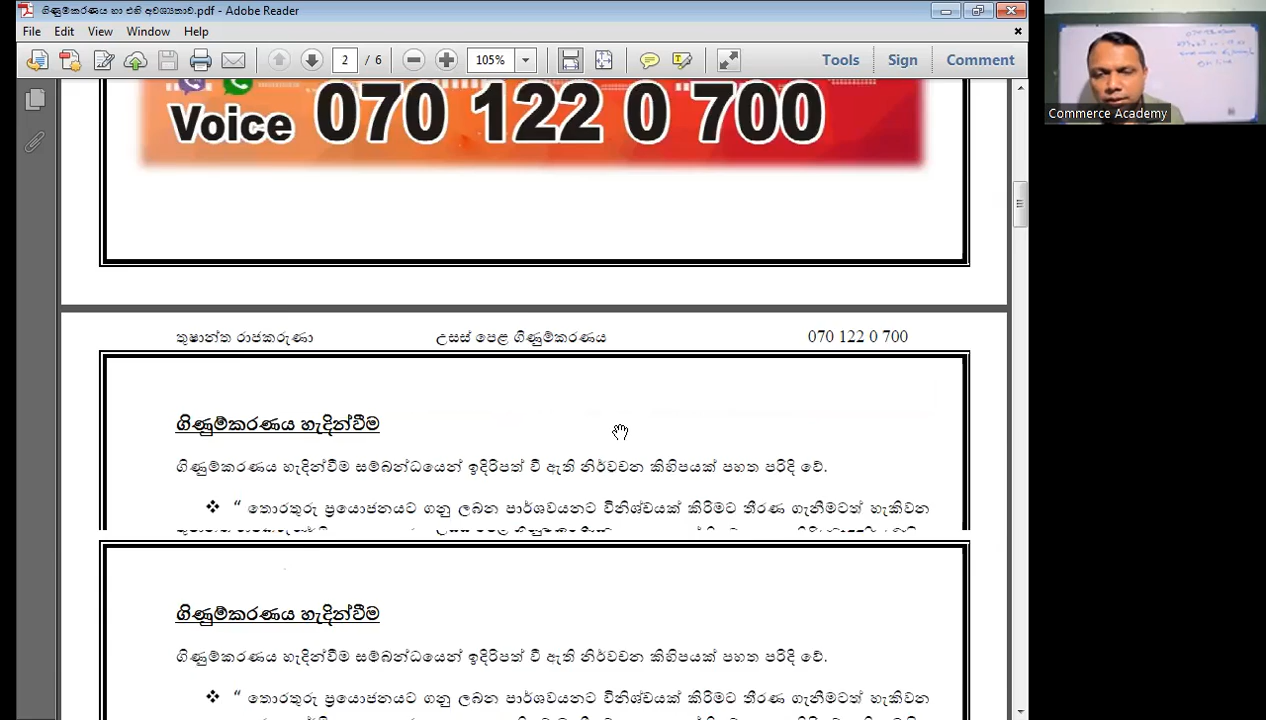 ගිණුම්කරණය හා එහි අවශ්‍යතාව.pdf - Adobe Reader
File Edit View Window Help
2 / 6 105% Tools Sign Comment
Voice 070 122 0 700
තුෂාන්ත රාජකරුණා උසස් පෙළ ගිණුම්කරණය 070 122 0 700
ගිණුම්කරණය හැදින්වීම
ගිණුම්කරණය හැදින්වීම සම්බන්ධයෙන් ඉදිරිපත් වී ඇති නිර්වචන කිහිපයක් පහත පරිදි වේ.
❖ “ තොරතුරු ප්‍රයොජනයට ගනු ලබන පාර්ශවයනට විනිශ්චයක් කිරිමට තීරණ ගැනීමටත් හැකිවන
ගිණුම්කරණය හැදින්වීම
ගිණුම්කරණය හැදින්වීම සම්බන්ධයෙන් ඉදිරිපත් වී ඇති නිර්වචන කිහිපයක් පහත පරිදි වේ.
❖ “ තොරතුරු ප්‍රයොජනයට ගනු ලබන පාර්ශවයනට විනිශ්චයක් කිරිමට තීරණ ගැනීමටත් හැකිවන
Commerce Academy